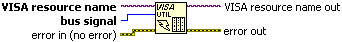 VISA resource name
VISA resource name out
VISA
UTIL
bus signal
error in (no error)
error out